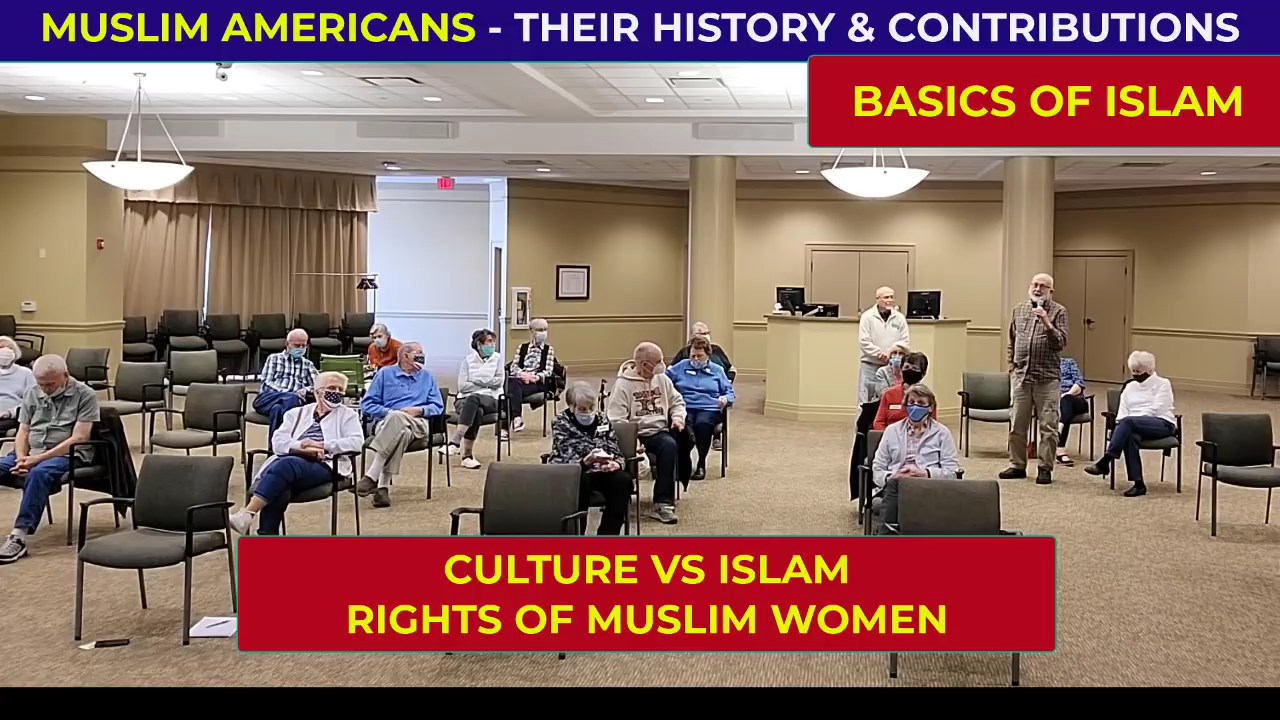 MUSLIM AMERICANS - THEIR HISTORY & CONTRIBUTIONS
BASICS OF ISLAM
CULTURE VS ISLAM
RIGHTS OF MUSLIM WOMEN